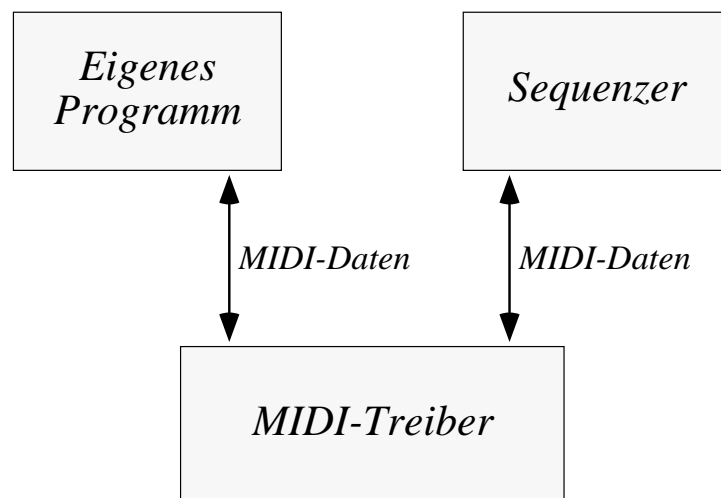 Eigenes
Programm
Sequenzer
MIDI-Daten
MIDI-Daten
MIDI-Treiber